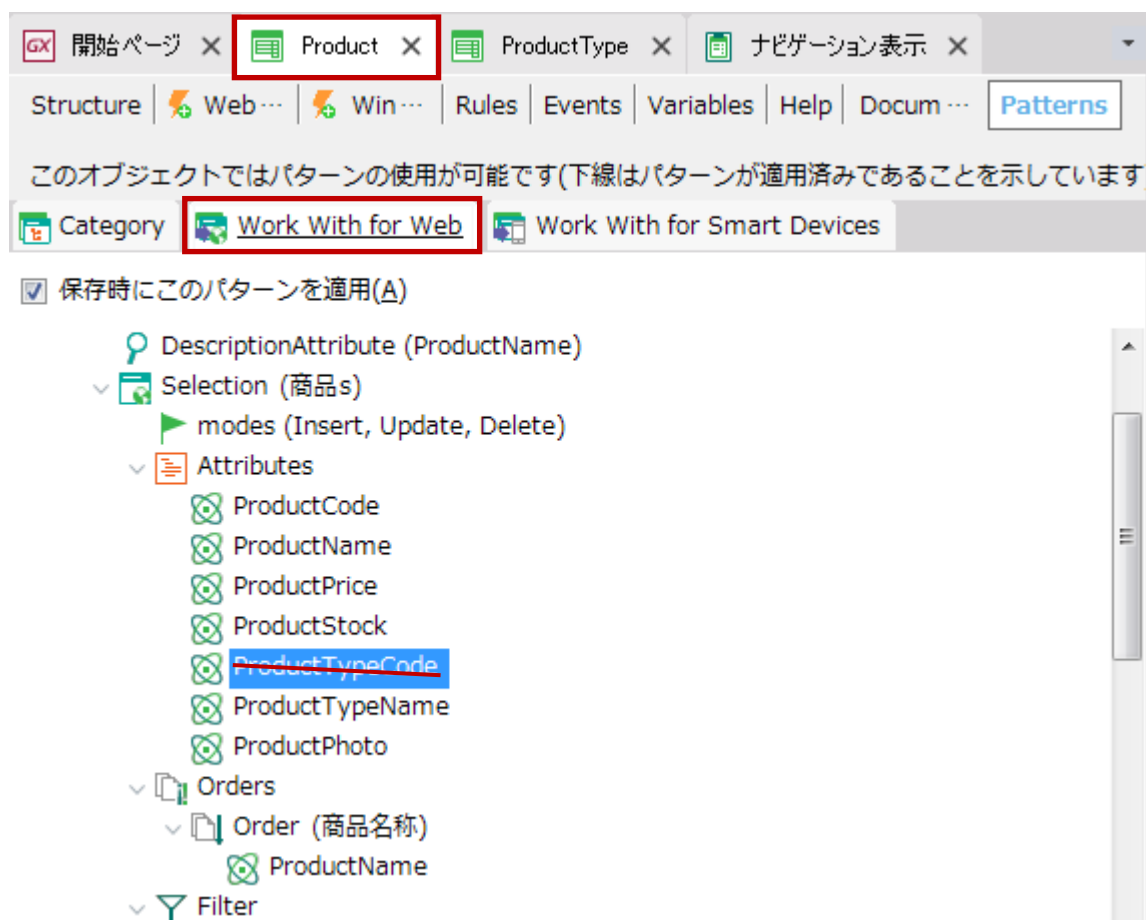 GX 開始ページ Product ProductType ナビゲーション表示
Structure Web... Win... Rules Events Variables Help Docum... Patterns
このオブジェクトではパターンの使用が可能です(下線はパターンが適用済みであることを示しています
Category Work With for Web Work With for Smart Devices
保存時にこのパターンを適用(A)
DescriptionAttribute (ProductName)
Selection (商品s)
modes (Insert, Update, Delete)
Attributes
ProductCode
ProductName
ProductPrice
ProductStock
ProductTypeCode
ProductTypeName
ProductPhoto
Orders
Order (商品名称)
ProductName
Filter